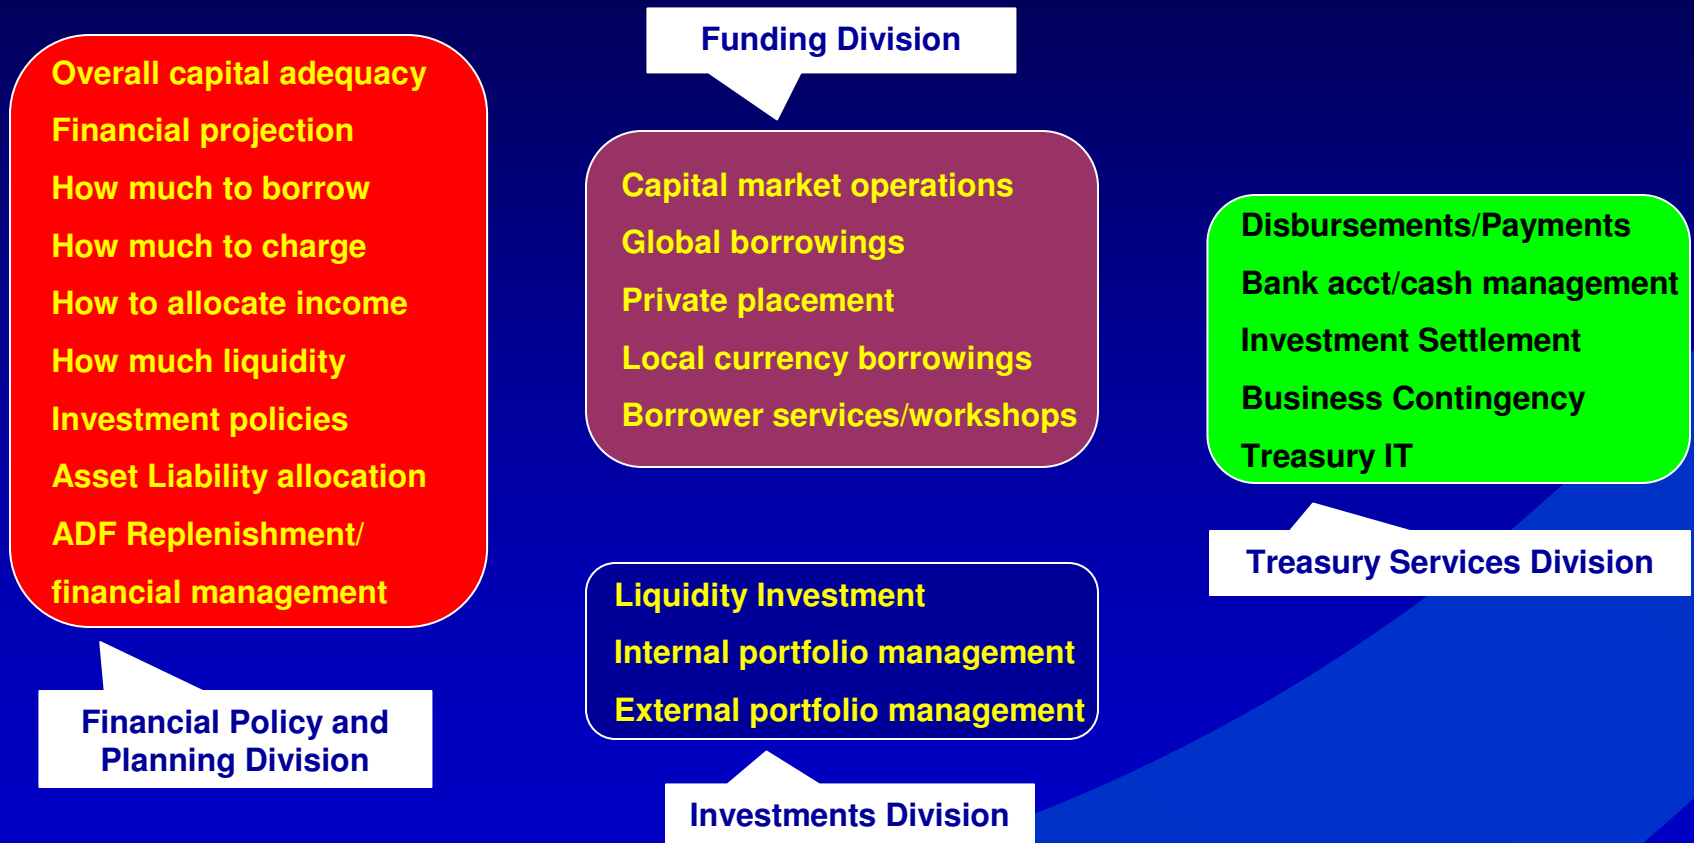 Overall capital adequacy
Financial projection
How much to borrow
How much to charge
How to allocate income
How much liquidity
Investment policies
Asset Liability allocation
ADF Replenishment/
financial management
Financial Policy and
Planning Division
Funding Division
Capital market operations
Global borrowings
Private placement
Local currency borrowings
Borrower services/workshops
Liquidity Investment
Internal portfolio management
External portfolio management
Investments Division
Disbursements/Payments
Bank acct/cash management
Investment Settlement
Business Contingency
Treasury IT
Treasury Services Division